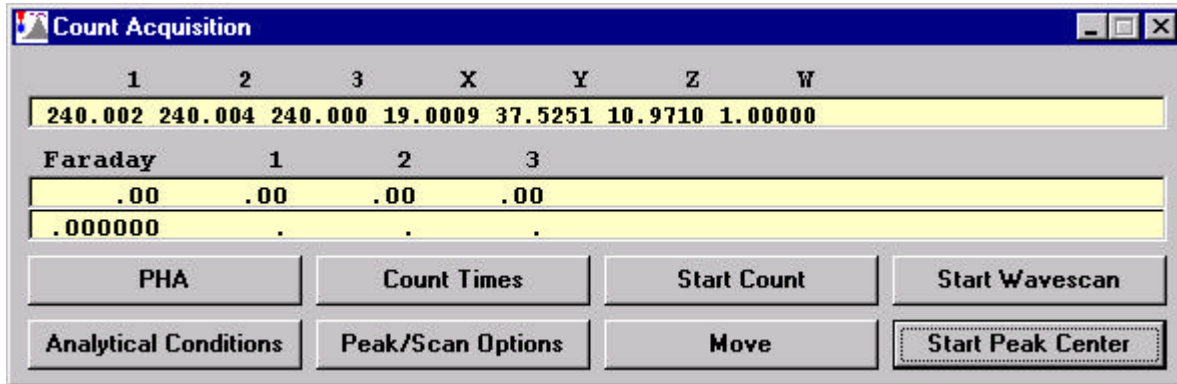 Count Acquisition
1 2 3 X Y Z W
240.002 240.004 240.000 19.0009 37.5251 10.9710 1.00000
Faraday 1 2 3
.00 .00 .00 .00
.000000 . . .
PHA Count Times Start Count Start Wavescan
Analytical Conditions Peak/Scan Options Move Start Peak Center